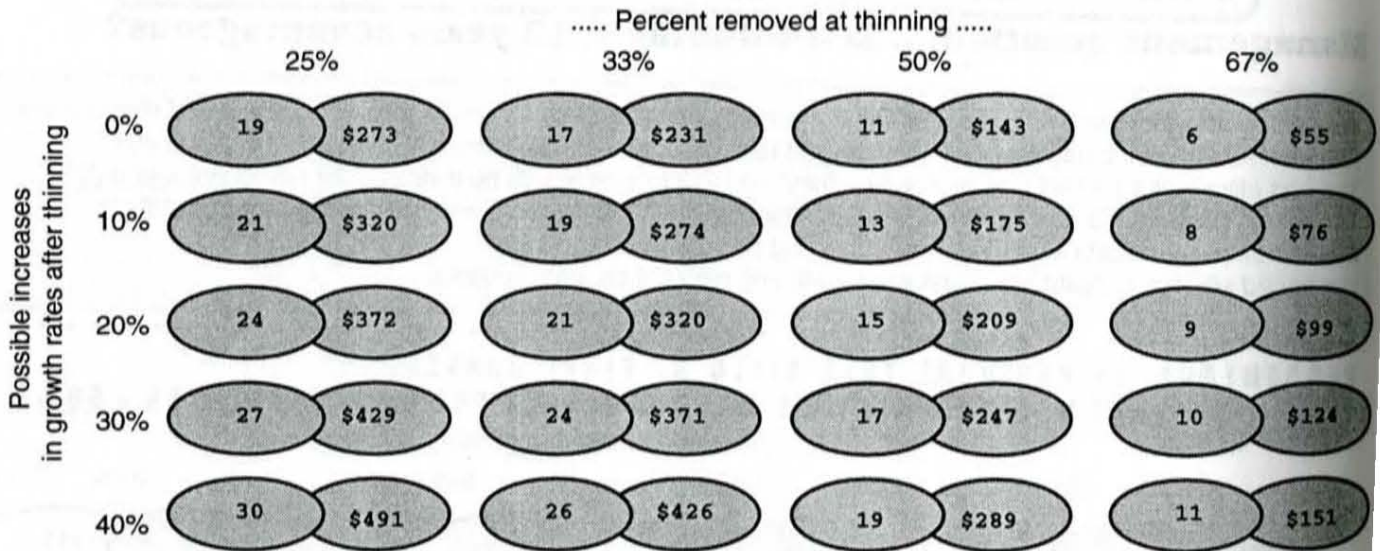 ..... Percent removed at thinning .....
25% 33% 50% 67%
Possible increases
in growth rates after thinning
0% 19 $273 17 $231 11 $143 6 $55
10% 21 $320 19 $274 13 $175 8 $76
20% 24 $372 21 $320 15 $209 9 $99
30% 27 $429 24 $371 17 $247 10 $124
40% 30 $491 26 $426 19 $289 11 $151